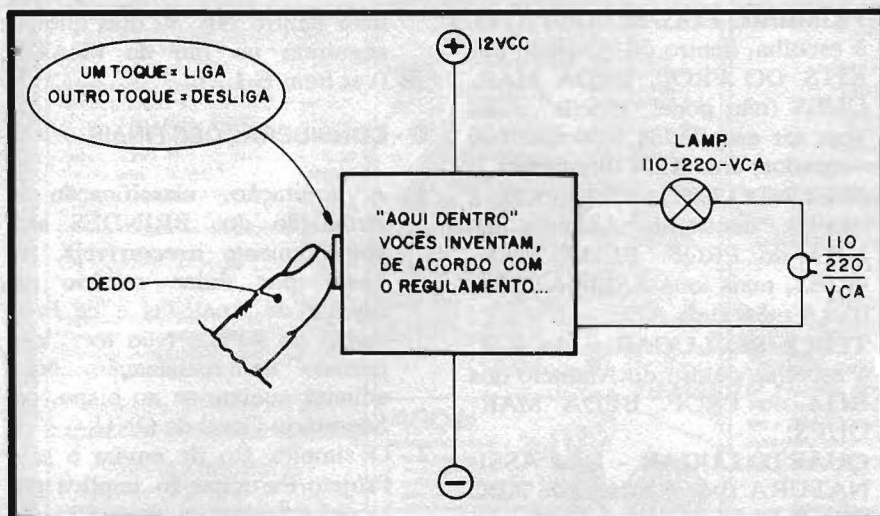 UM TOQUE = LIGA
OUTRO TOQUE = DESLIGA
12VCC
LAMP.
110-220-VCA
"AQUI DENTRO"
VOCÊS INVENTAM,
DE ACORDO COM
O REGULAMENTO...
DEDO
110
220
VCA